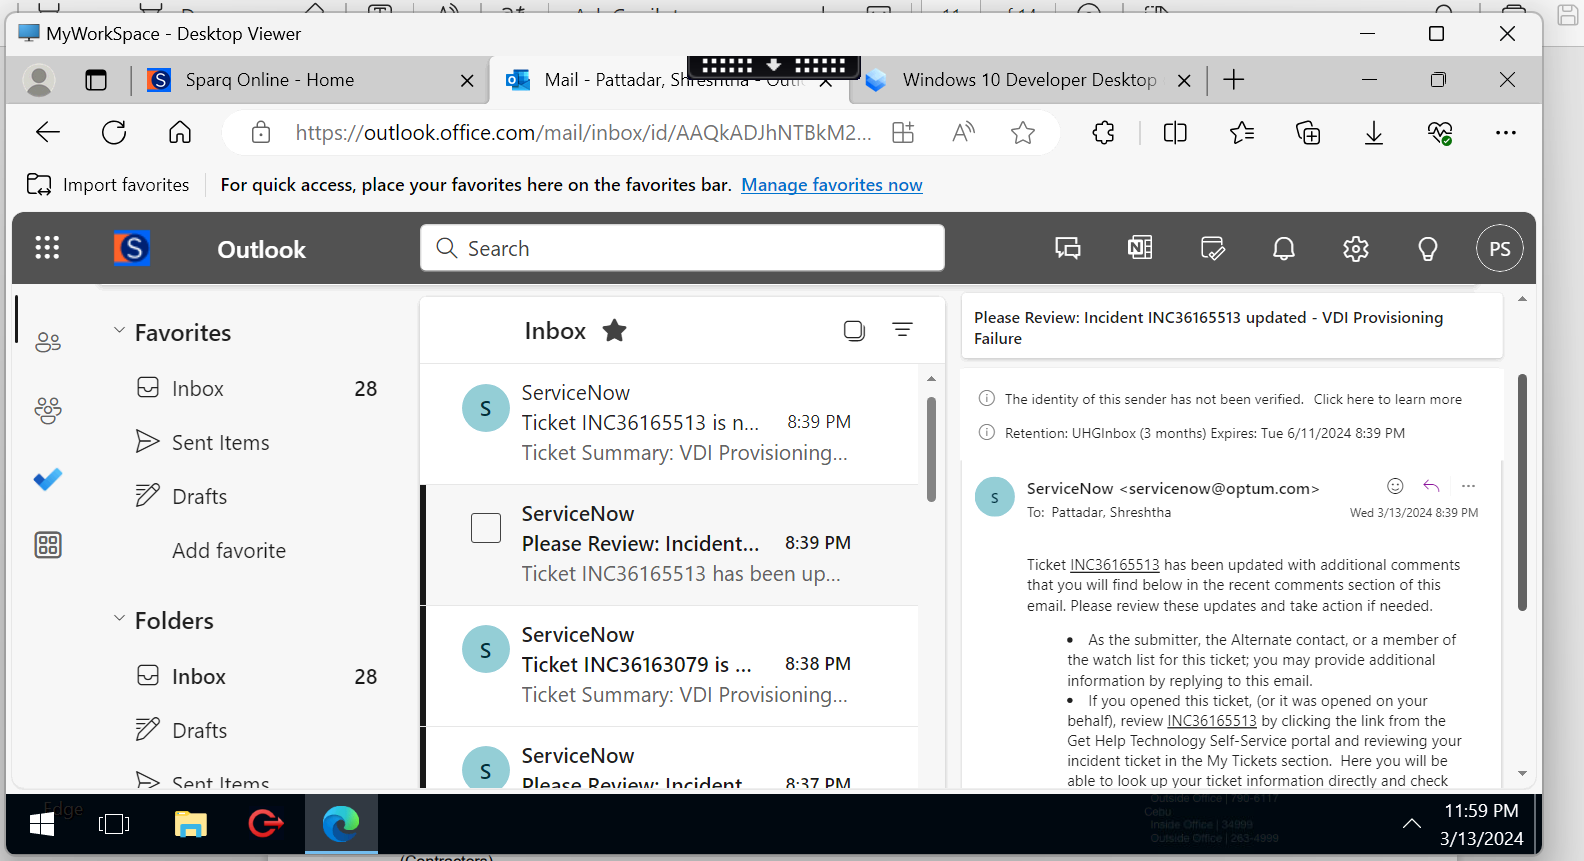 MyWorkSpace - Desktop Viewer
Sparq Online - Home
Mail - Pattadar, Shreshtha - Outl
Windows 10 Developer Desktop
https://outlook.office.com/mail/inbox/id/AAQkADJhNTBkM2...
Import favorites
For quick access, place your favorites here on the favorites bar. Manage favorites now
Outlook
Search
PS
Favorites
Inbox 28
Sent Items
Drafts
Add favorite
Folders
Inbox 28
Drafts
Sent Items
Inbox
S
ServiceNow
Ticket INC36165513 is n... 8:39 PM
Ticket Summary: VDI Provisioning...
ServiceNow
Please Review: Incident... 8:39 PM
Ticket INC36165513 has been up...
S
ServiceNow
Ticket INC36163079 is ... 8:38 PM
Ticket Summary: VDI Provisioning...
S
ServiceNow
Please Review: Incident 8:37 PM
Please Review: Incident INC36165513 updated - VDI Provisioning
Failure
The identity of this sender has not been verified. Click here to learn more
Retention: UHGInbox (3 months) Expires: Tue 6/11/2024 8:39 PM
S
ServiceNow <servicenow@optum.com>
To: Pattadar, Shreshtha
Wed 3/13/2024 8:39 PM
Ticket INC36165513 has been updated with additional comments
that you will find below in the recent comments section of this
email. Please review these updates and take action if needed.
• As the submitter, the Alternate contact, or a member of
the watch list for this ticket; you may provide additional
information by replying to this email.
• If you opened this ticket, (or it was opened on your
behalf), review INC36165513 by clicking the link from the
Get Help Technology Self-Service portal and reviewing your
incident ticket in the My Tickets section. Here you will be
able to look up your ticket information directly and check
Edge
Outside Office | 790-6117
Cebu
Inside Office | 34999
Outside Office | 263-4999
11:59 PM
3/13/2024
(Contractors)